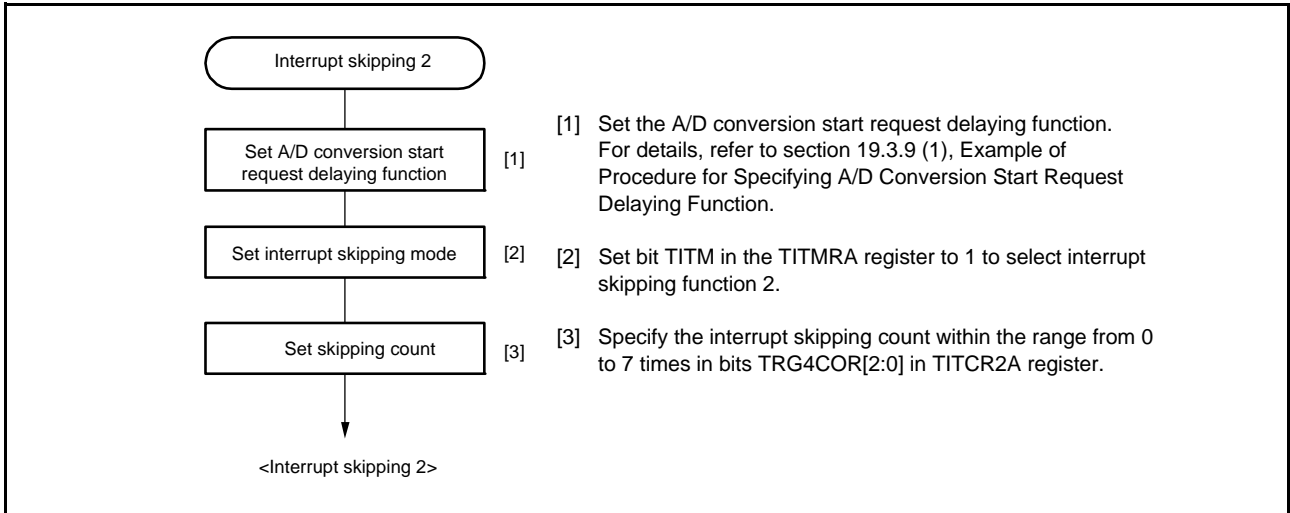 Interrupt skipping 2
Set A/D conversion start
request delaying function
[1]
[1] Set the A/D conversion start request delaying function.
For details, refer to section 19.3.9 (1), Example of
Procedure for Specifying A/D Conversion Start Request
Delaying Function.
Set interrupt skipping mode
[2]
[2] Set bit TITM in the TITMRA register to 1 to select interrupt
skipping function 2.
Set skipping count
[3]
[3] Specify the interrupt skipping count within the range from 0
to 7 times in bits TRG4COR[2:0] in TITCR2A register.
<Interrupt skipping 2>